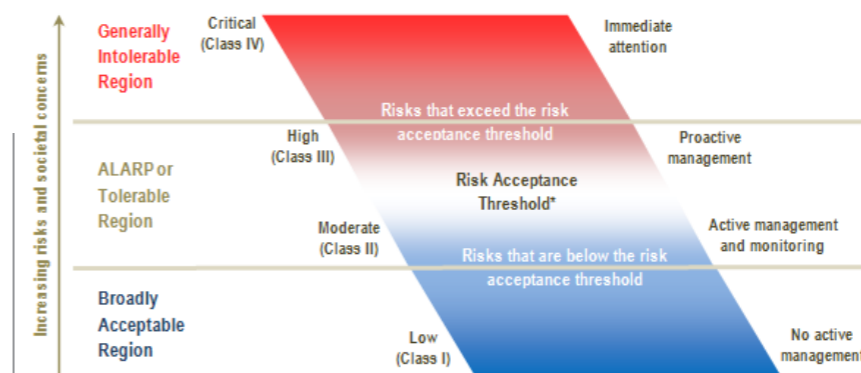 Increasing risks and societal concerns
Generally
Intolerable
Region
Critical
(Class IV)
Immediate
attention
Risks that exceed the risk
acceptance threshold
High
(Class III)
Proactive
management
ALARP or
Tolerable
Region
Risk Acceptance
Threshold*
Moderate
(Class II)
Active management
and monitoring
Risks that are below the risk
acceptance threshold
Broadly
Acceptable
Region
Low
(Class I)
No active
management